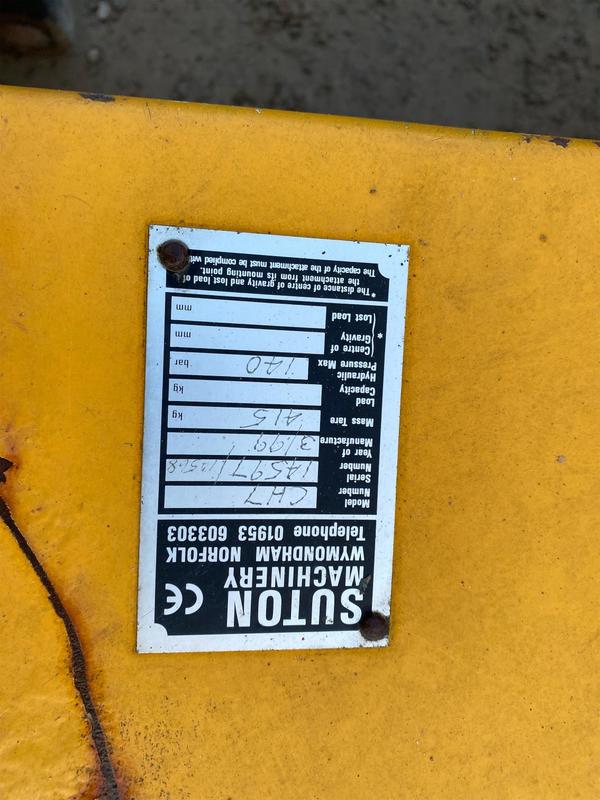 SUTON CE
MACHINERY
WYMONDHAM NORFOLK
Telephone 01953 603303
Model Number CH7
Serial Number 14597/
Year of Manufacture 3/99
Mass Tare 415 kg
Load Capacity kg
Hydraulic Pressure Max 140 bar
* (Centre of Gravity mm
(Lost Load mm
* The distance of centre of gravity and lost load of
the attachment from its mounting point.
The capacity of the attachment must be complied with